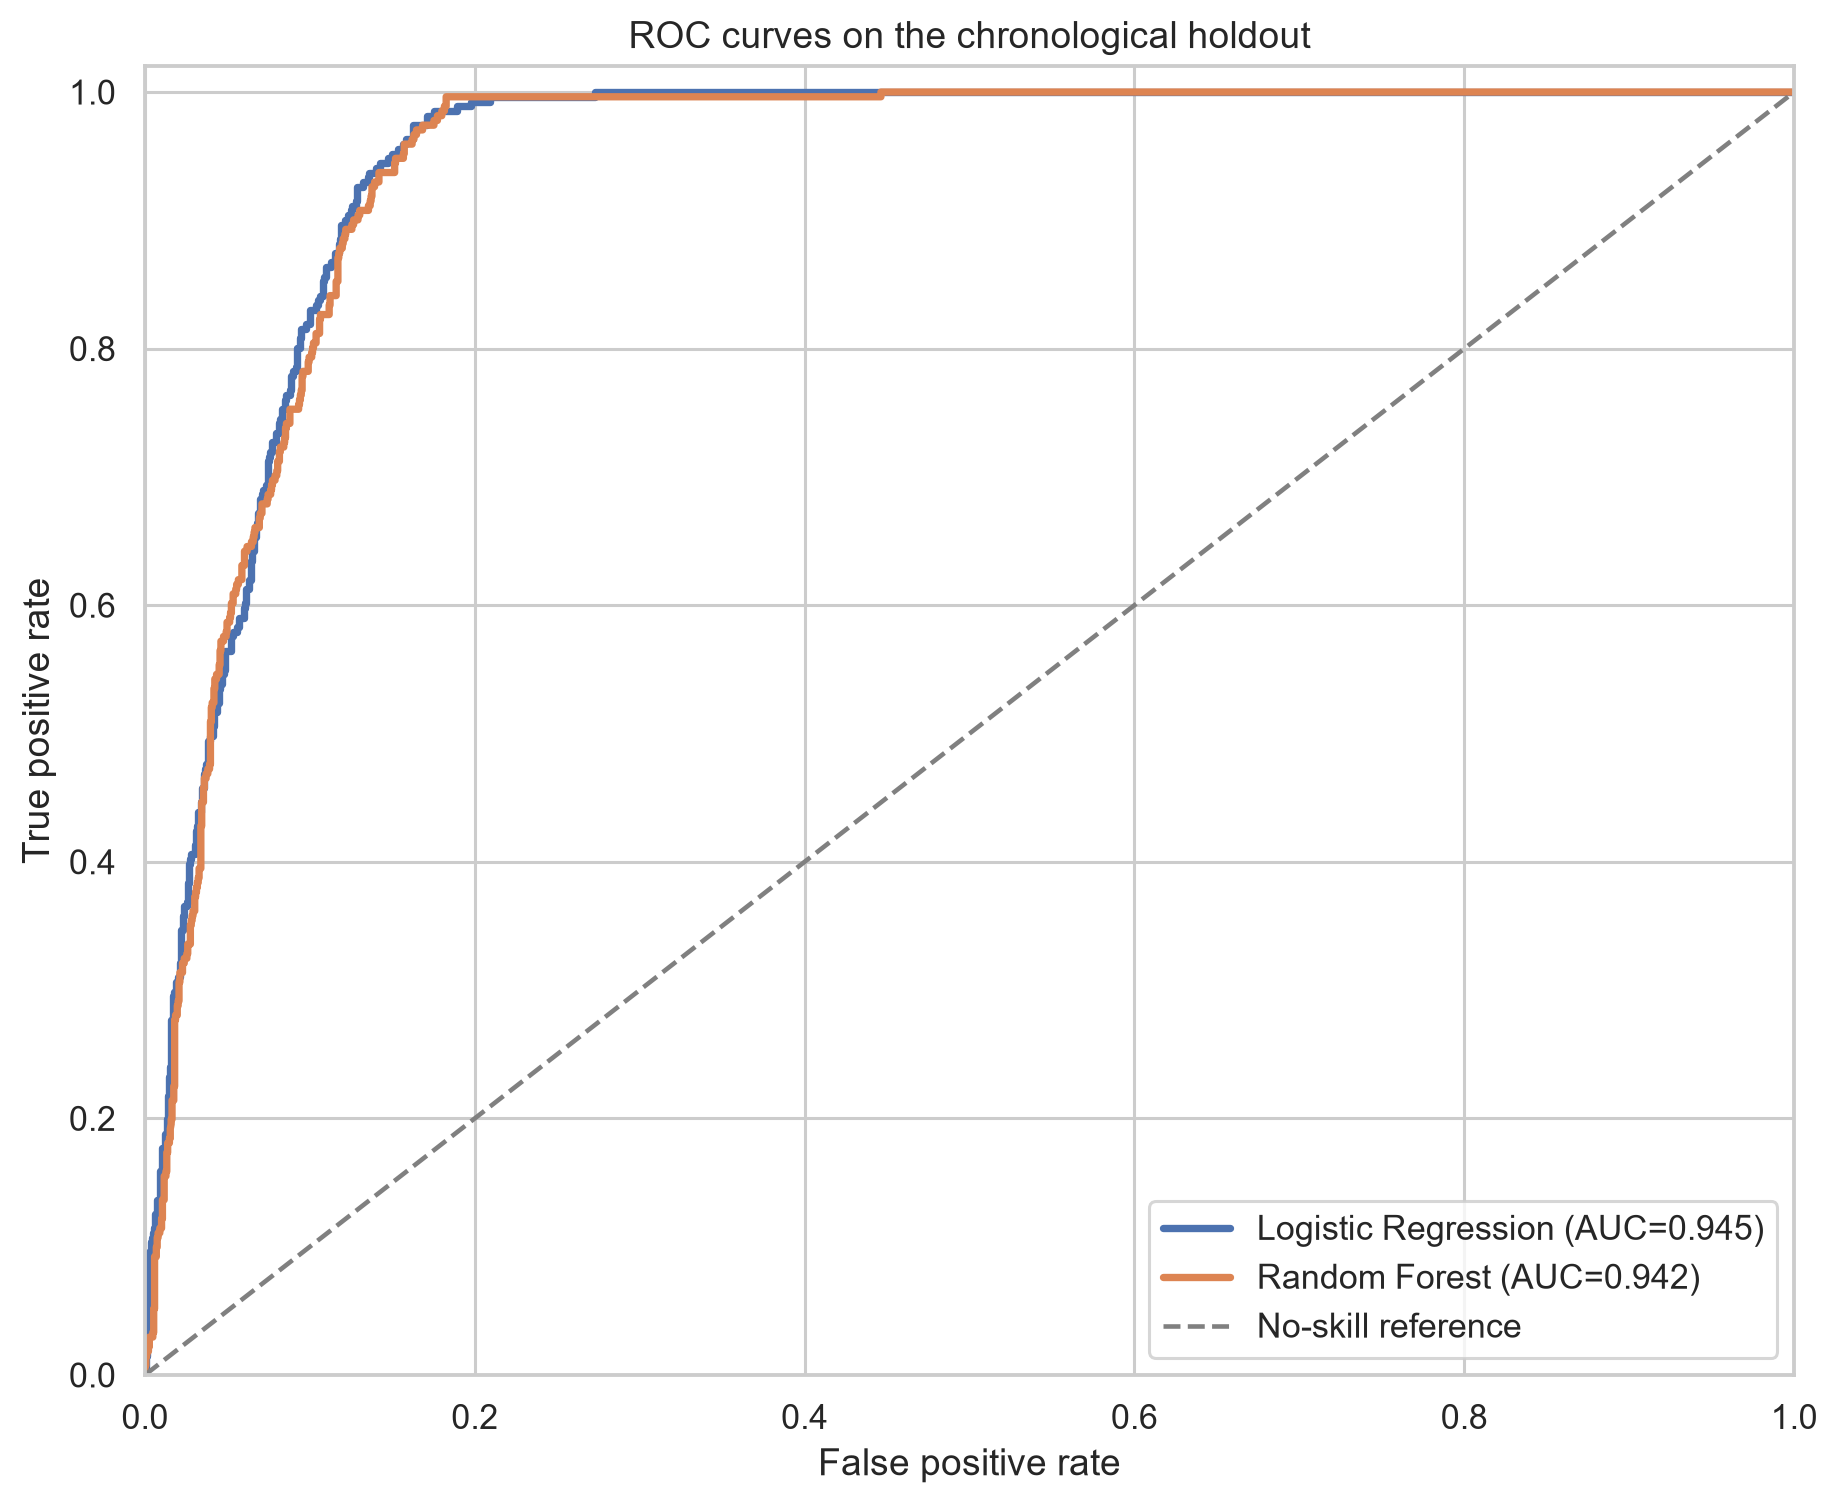 ROC curves on the chronological holdout
1.0
0.8
0.6
0.4
0.2
0.0
True positive rate
Logistic Regression (AUC=0.945)
Random Forest (AUC=0.942)
No-skill reference
0.0 0.2 0.4 0.6 0.8 1.0
False positive rate